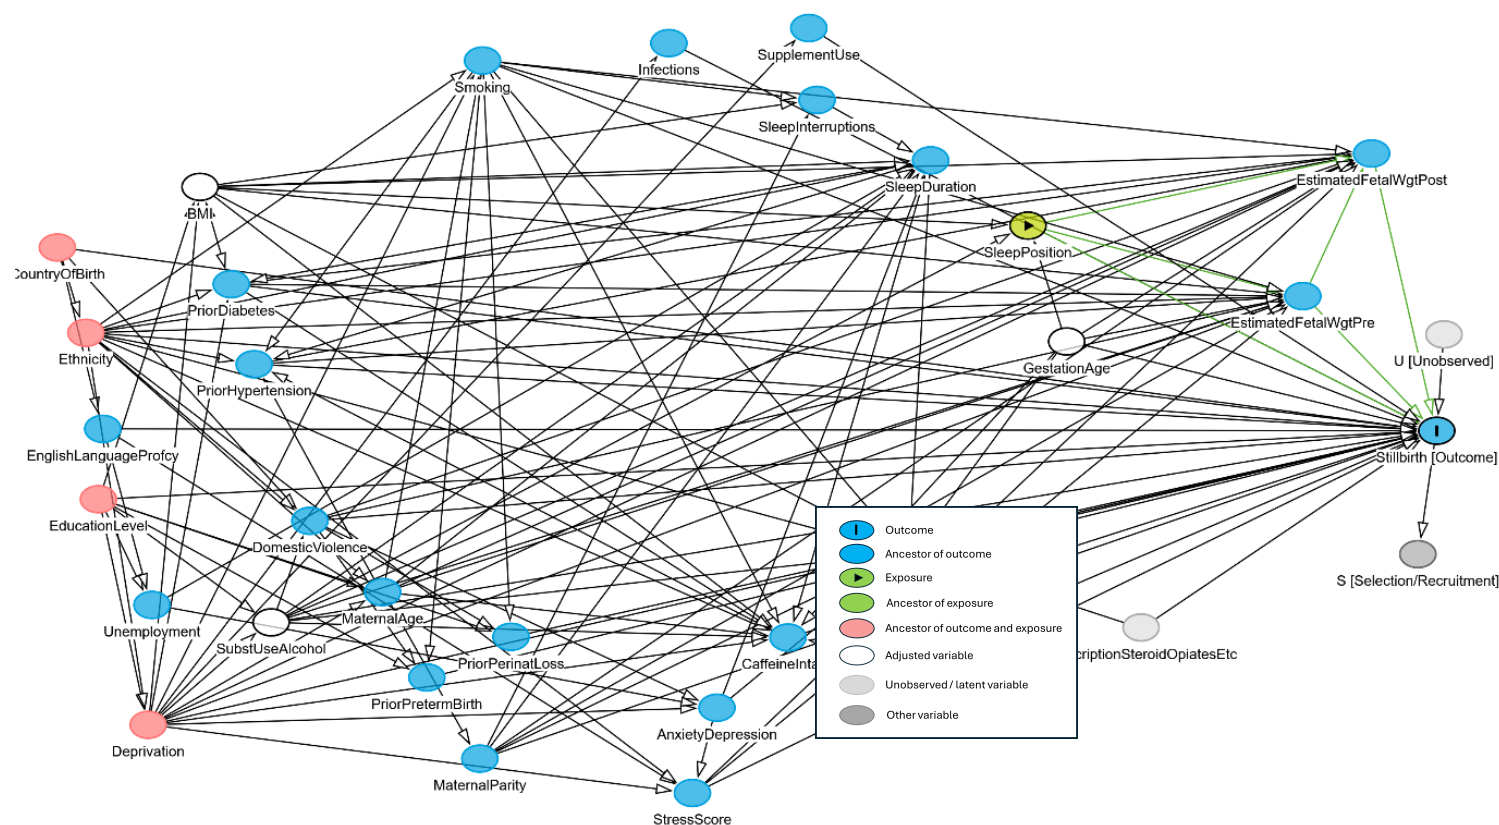 SupplementUse
Infections
Smoking
SleepInterruptions
EstimatedFetalWgtPost
SleepDuration
BMI
SleepPosition
CountryOfBirth
PriorDiabetes
EstimatedFetalWgtPre
Ethnicity
U [Unobserved]
GestationAge
PriorHypertension
EnglishLanguageProfcy
Stillbirth [Outcome]
EducationLevel
DomesticViolence
S [Selection/Recruitment]
MaternalAge
Unemployment
SubstUseAlcohol
PriorPerinatLoss
CaffeineInta
criptionSteroidOpiatesEtc
PriorPretermBirth
AnxietyDepression
Deprivation
MaternalParity
StressScore
Outcome
Ancestor of outcome
Exposure
Ancestor of exposure
Ancestor of outcome and exposure
Adjusted variable
Unobserved / latent variable
Other variable